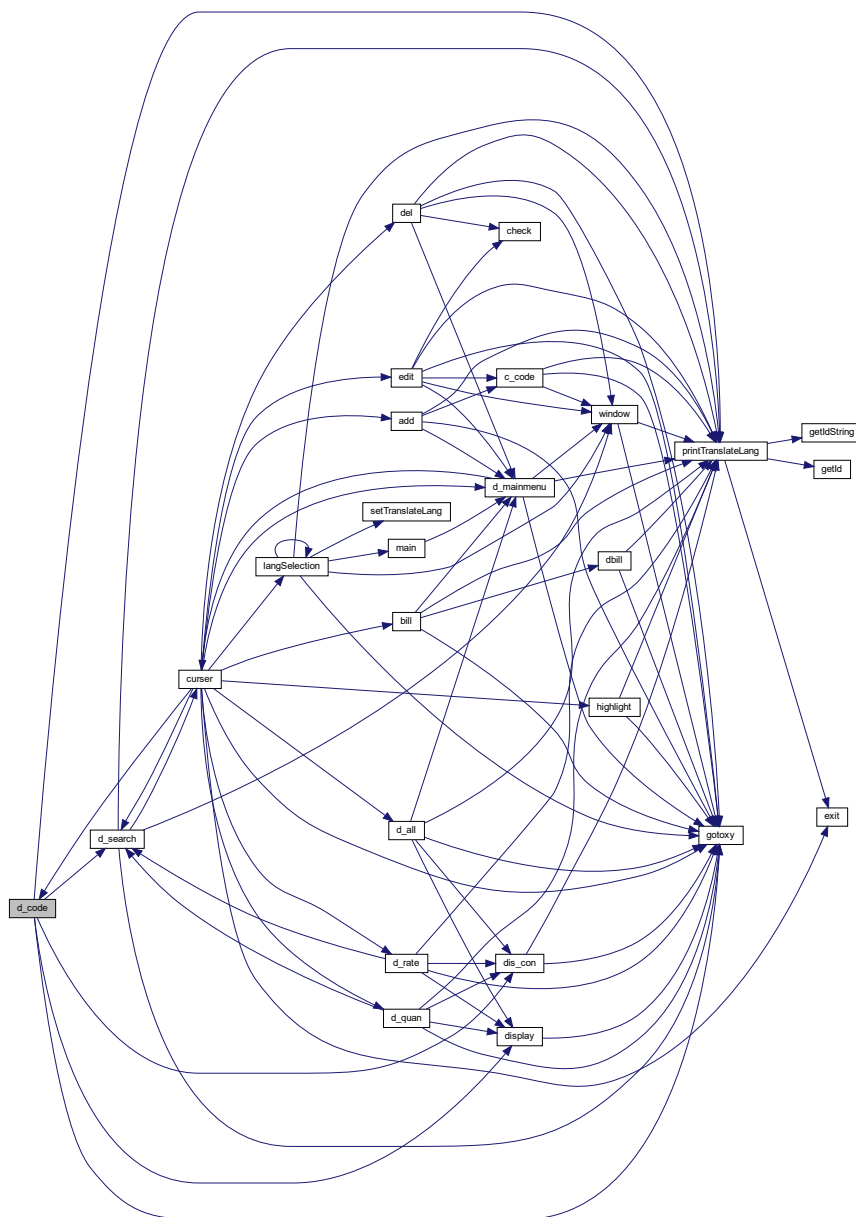 del
check
edit
c_code
window
add
getIdString
printTranslateLang
getId
d_mainmenu
setTranslateLang
main
dbill
langSelection
bill
curser
highlight
exit
d_all
gotoxy
d_search
d_code
d_rate
dis_con
d_quan
display